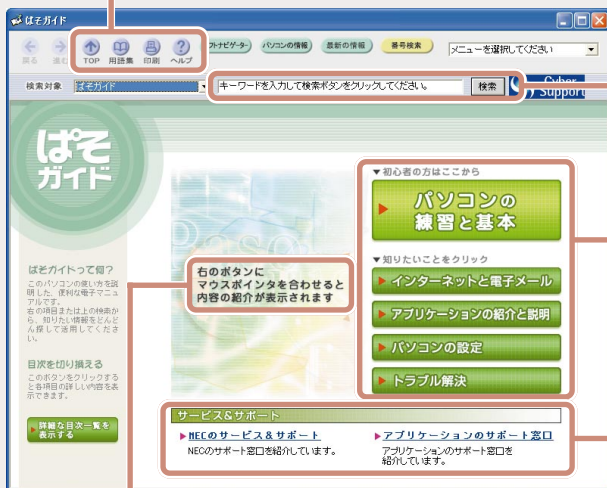 ぱそガイド
戻る 進む TOP 用語集 印刷 ヘルプ
フトナビゲータ- パソコンの情報 最新の情報 番号検索 メニューを選択してください
検索対象 ぱそガイド キーワードを入力して検索ボタンをクリックしてください。 検索 Cyber Support
ぱそ
ガイド
▼初心者の方はここから
パソコンの
練習と基本
▼知りたいことをクリック
インターネットと電子メール
アプリケーションの紹介と説明
パソコンの設定
トラブル解決
右のボタンに
マウスポインタを合わせると
内容の紹介が表示されます
ぱそガイドって何?
このパソコンの使い方を説
明した、便利な電子マニュ
アルです。
右の項目または上の検索か
ら、知りたい情報をどんど
ん探して活用してくださ
い。
目次を切り換える
このボタンをクリックする
と各項目の詳しい内容を表
示できます。
詳細な目次一覧を
表示する
サービス&サポート
NECのサービス&サポート
NECのサポート窓口を紹介しています。
アプリケーションのサポート窓口
アプリケーションのサポート窓口を
紹介しています。